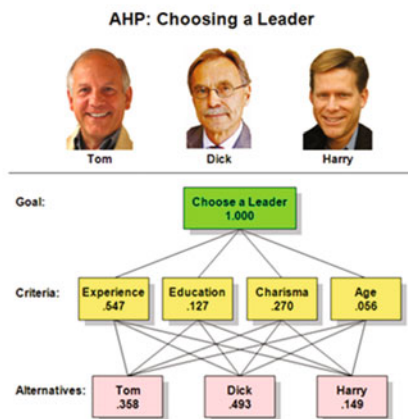 AHP: Choosing a Leader
Tom Dick Harry
Goal: Choose a Leader
1.000
Criteria: Experience Education Charisma Age
.547 .127 .270 .056
Alternatives: Tom Dick Harry
.358 .493 .149